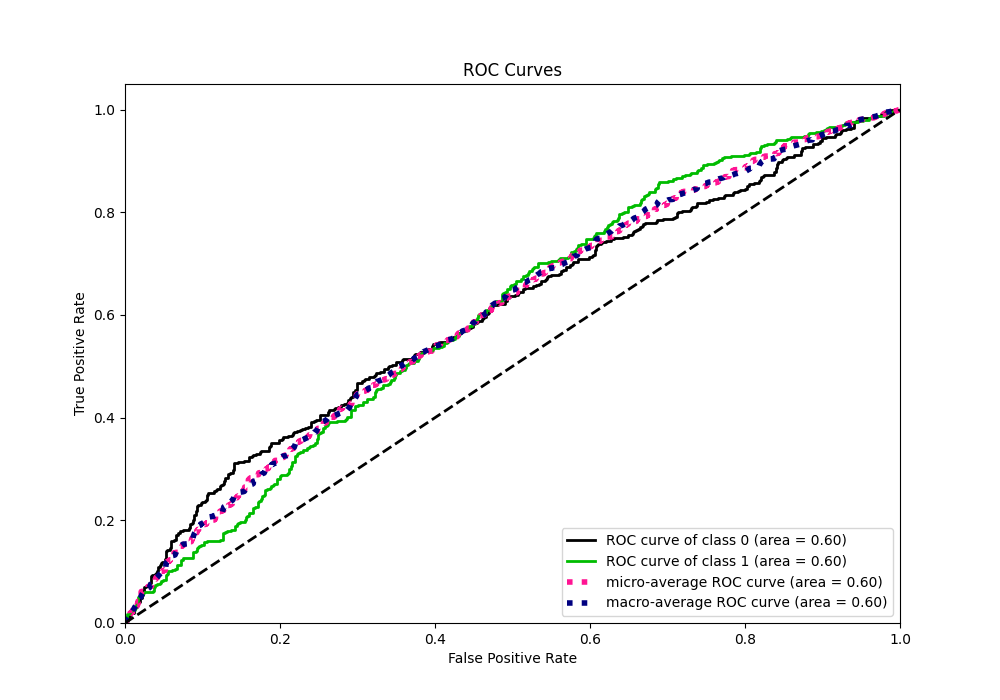 ROC Curves
True Positive Rate
1.0
0.8
0.6
0.4
0.2
0.0
0.0 0.2 0.4 0.6 0.8 1.0
False Positive Rate
ROC curve of class 0 (area = 0.60)
ROC curve of class 1 (area = 0.60)
micro-average ROC curve (area = 0.60)
macro-average ROC curve (area = 0.60)